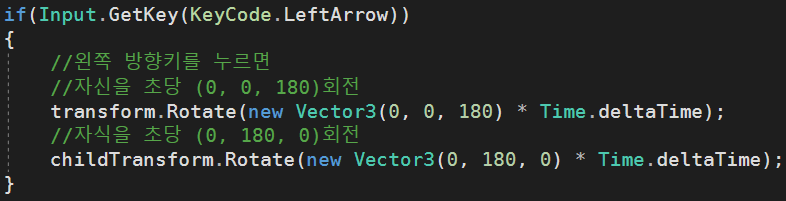 if(Input.GetKey(KeyCode.LeftArrow))
{
//왼쪽 방향키를 누르면
//자신을 초당 (0, 0, 180)회전
transform.Rotate(new Vector3(0, 0, 180) * Time.deltaTime);
//자식을 초당 (0, 180, 0)회전
childTransform.Rotate(new Vector3(0, 180, 0) * Time.deltaTime);
}